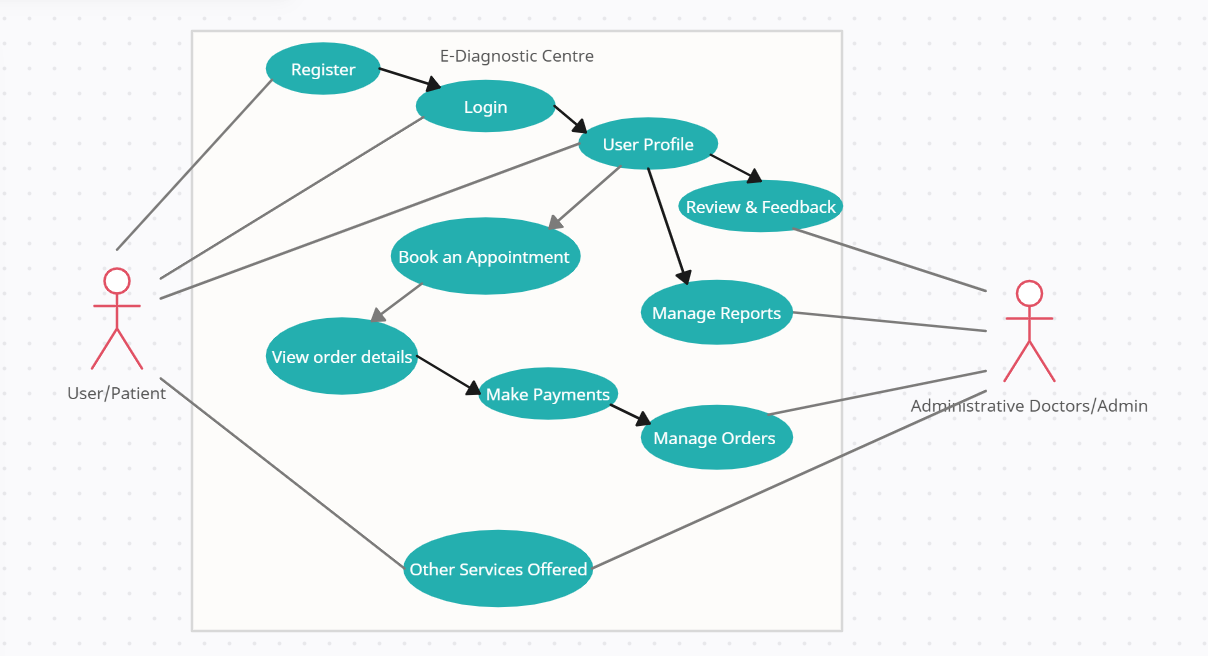 E-Diagnostic Centre
Register
Login
User Profile
Review & Feedback
Book an Appointment
Manage Reports
View order details
Make Payments
Manage Orders
Other Services Offered
User/Patient
Administrative Doctors/Admin